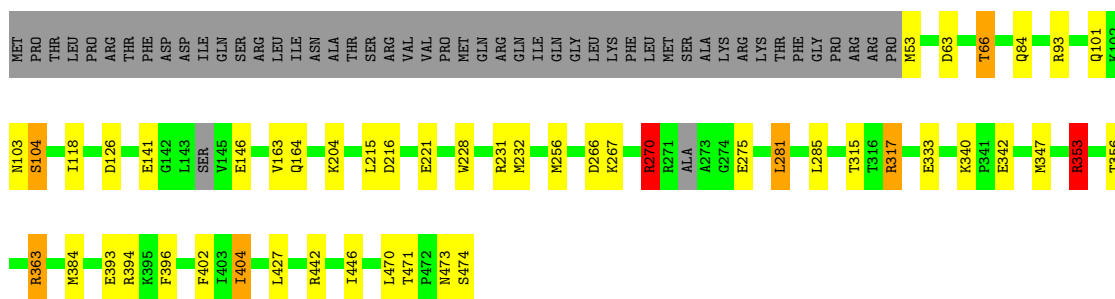 MET PRO THR LEU PRO ARG THR PHE ASP ASP ILE GLN SER ARG LEU ILE ASN ALA THR SER ARG VAL VAL PRO MET GLN ARG GLN ILE GLN GLY LEU LYS PHE LEU MET SER ALA LYS ARG LYS THR PHE GLY PRO ARG ARG PRO M53 D63 T66 Q84 R93 Q101 K102
N103 S104 I118 D126 E141 G142 L143 SER V145 E146 V163 Q164 K204 L215 D216 E221 W228 R231 M232 M256 D266 K267 R270 R271 ALA A273 G274 E275 L281 L285 T315 T316 R317 E333 K340 P341 E342 M347 R353 T356
R363 M384 E393 R394 K395 F396 F402 I403 I404 L427 R442 I446 L470 T471 P472 N473 S474